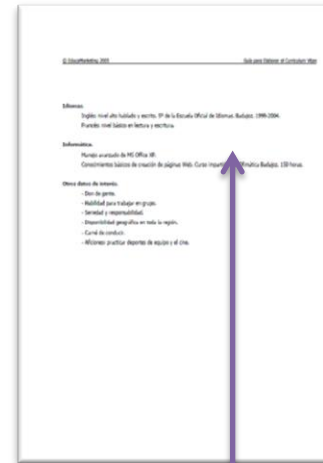 © EducaMarketing 2005 Guía para Elaborar el Curriculum Vitae
Idiomas.
Inglés: nivel alto hablado y escrito. 5º de la Escuela Oficial de Idiomas. Badajoz. 1999-2004.
Francés: nivel básico en lectura y escritura.
Informática.
Manejo avanzado de MS Office XP.
Conocimientos básicos de creación de páginas Web. Curso Badajoz. 150 horas.
Otros datos de interés.
- Don de gente.
- Habilidad para trabajar en grupo.
- Seriedad y responsabilidad.
- Disponibilidad geográfica en toda la región.
- Carné de conducir.
- Aficiones: practicar deportes de equipo y el cine.